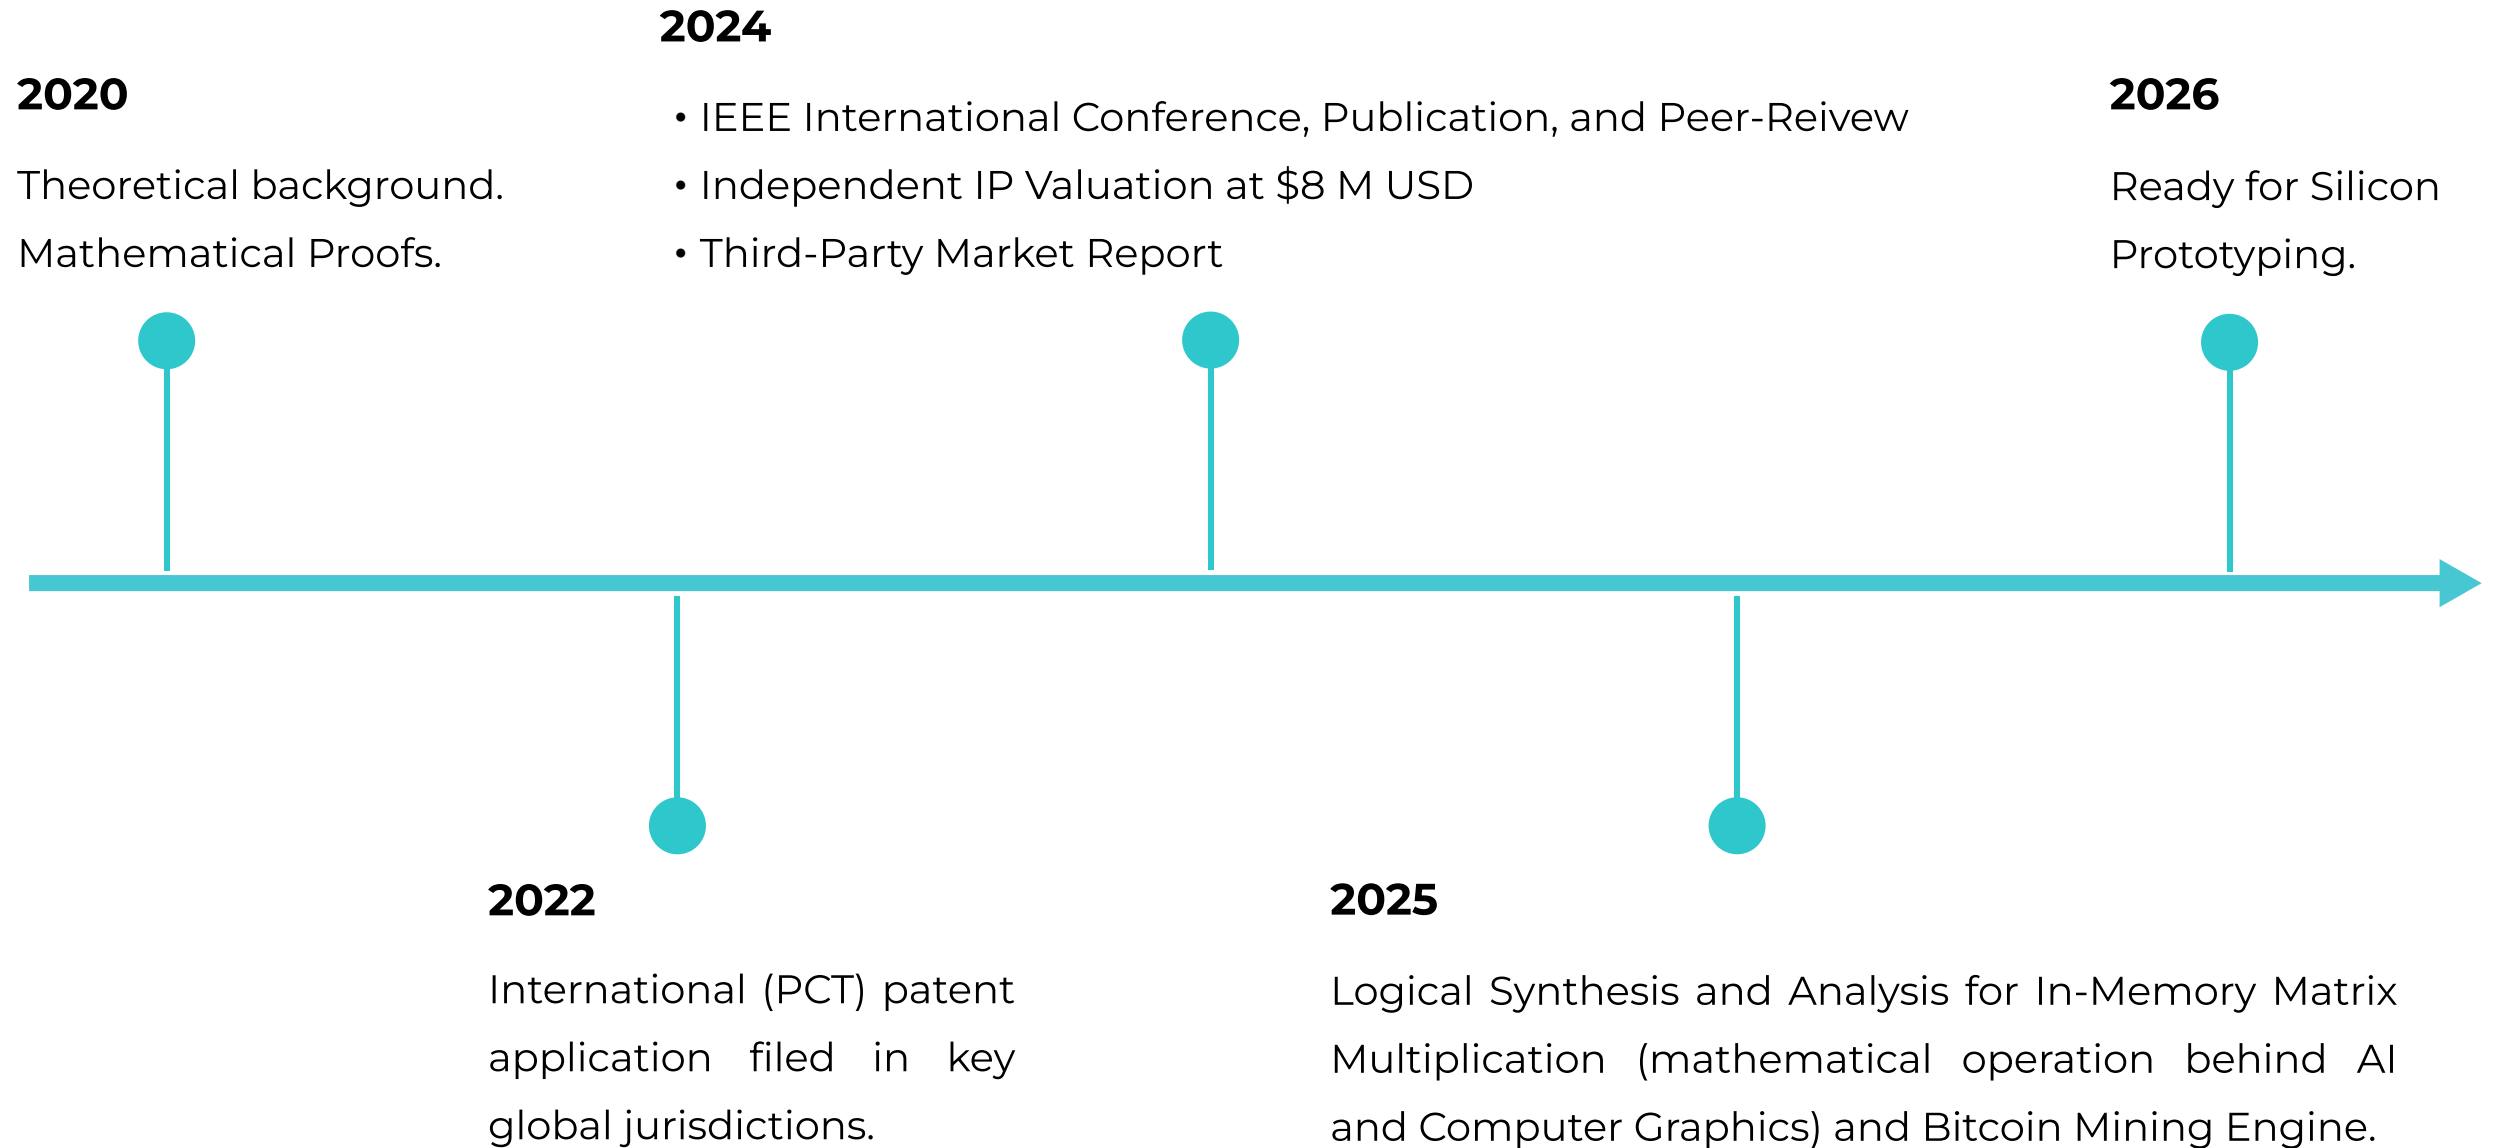 2020
Theoretical background.
Mathematical Proofs.
2024
• IEEE International Conference, Publication, and Peer-Review
• Independent IP Valuation at $8 M USD
• Third-Party Market Report
2026
Ready for Silicon
Prototyping.
2022
International (PCT) patent
application filed in key
global jurisdictions.
2025
Logical Synthesis and Analysis for In-Memory Matrix
Multiplication (mathematical operation behind AI
and Computer Graphics) and Bitcoin Mining Engine.